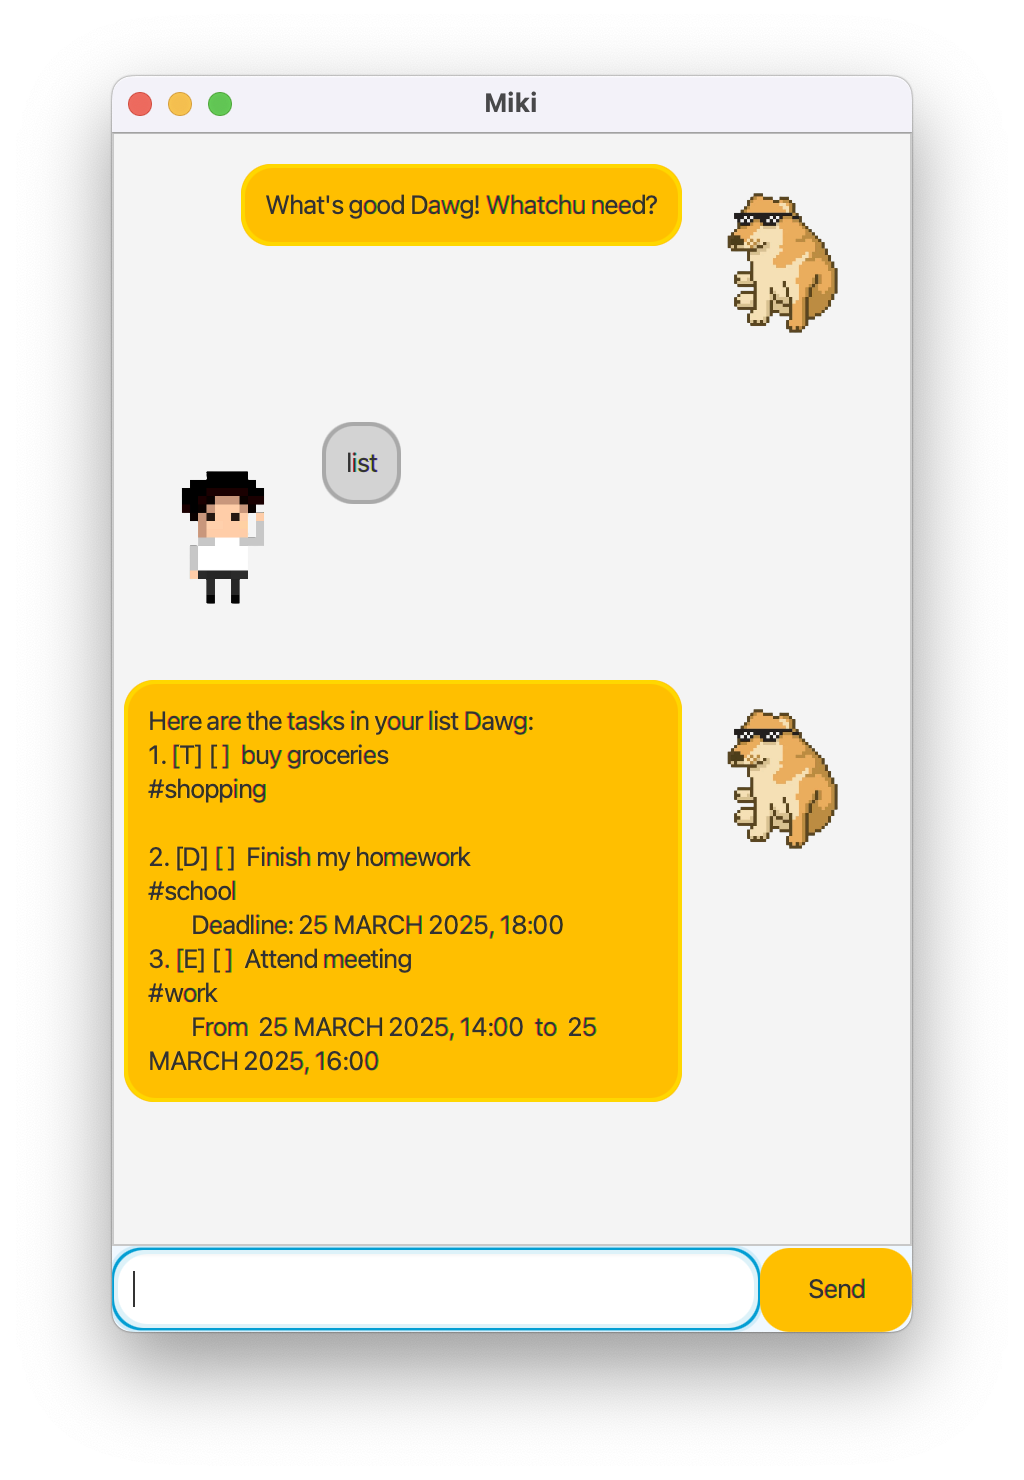 Miki
What's good Dawg! Whatchu need?
list
Here are the tasks in your list Dawg:
1. [T] [ ]  buy groceries
#shopping
2. [D] [ ]  Finish my homework
#school
Deadline: 25 MARCH 2025, 18:00
3. [E] [ ]  Attend meeting
#work
From  25 MARCH 2025, 14:00  to  25
MARCH 2025, 16:00
Send